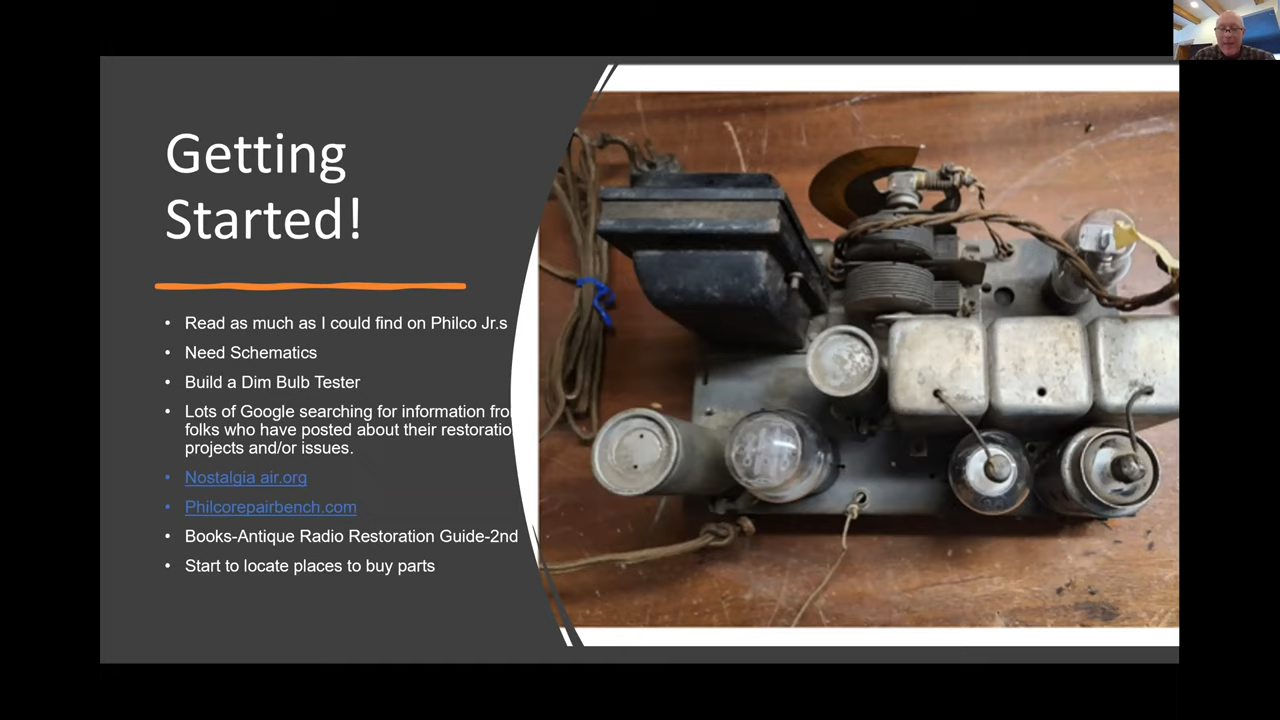 Getting
Started!
• Read as much as I could find on Philco Jr.s
• Need Schematics
• Build a Dim Bulb Tester
• Lots of Google searching for information fro
folks who have posted about their restoratio
projects and/or issues.
• Nostalgia air.org
• Philcorepairbench.com
• Books-Antique Radio Restoration Guide-2nd
• Start to locate places to buy parts